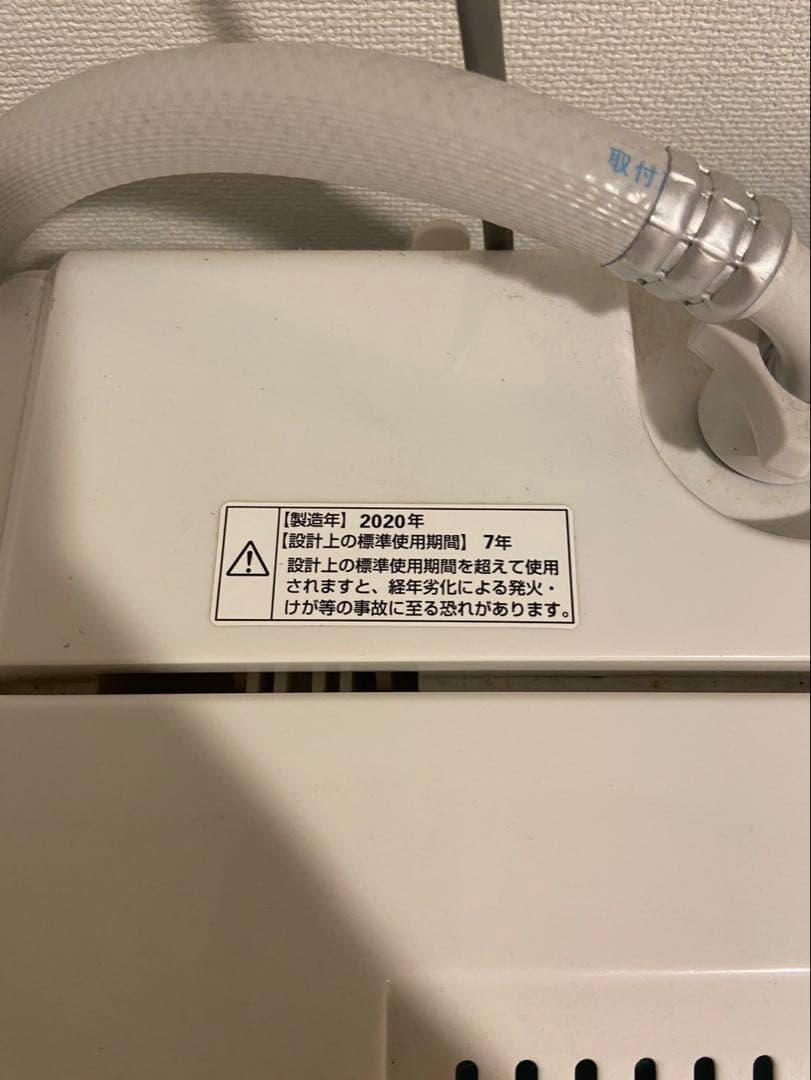 取付
【製造年】 2020年
【設計上の標準使用期間】 7年
設計上の標準使用期間を超えて使用
されますと、経年劣化による発火・
けが等の事故に至る恐れがあります。